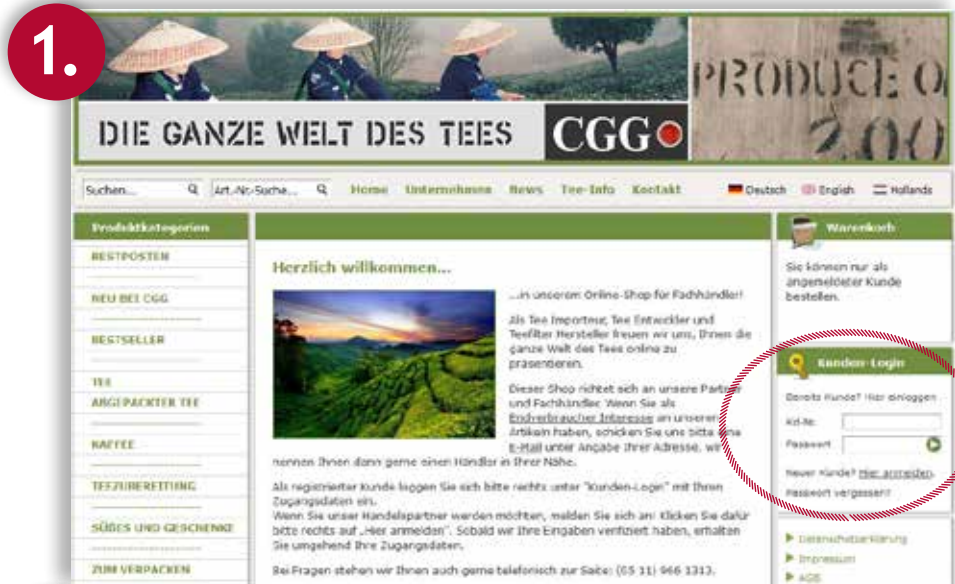 1.
PRODUCE O
2.00
DIE GANZE WELT DES TEES
CGG
Suchen...
Art.-Nr.-Suche...
Home Unternehmen News Tee-Info Kontakt
Deutsch English Hollands
Produktkategorien
BESTPOSTEN
NEU BEI CGG
BESTSELLER
TEE
ABGEPACKTER TEE
KAFFEE
TEEZUBEREITUNG
SÜßES UND GESCHENKE
ZUM VERPACKEN
Herzlich willkommen...
...in unserem Online-Shop für Fachhändler!
Als Tee Importeur, Tee Entwickler und
Teefilter Hersteller freuen wir uns, Ihnen die
ganze Welt des Tees online zu
präsentieren.
Dieser Shop richtet sich an unsere Partner
und Fachhändler. Wenn Sie als
Endverbraucher Interesse an unseren
Artikeln haben, schicken Sie uns bitte eine
E-Mail unter Angabe Ihrer Adresse, wir
nennen Ihnen dann gerne einen Händler in Ihrer Nähe.
Als registrierter Kunde loggen Sie sich bitte rechts unter "Kunden-Login" mit Ihren
Zugangsdaten ein.
Wenn Sie unser Handelspartner werden möchten, melden Sie sich an! Klicken Sie dafür
bitte rechts auf „Hier anmelden". Sobald wir Ihre Eingaben verifiziert haben, erhalten
Sie umgehend Ihre Zugangsdaten.
Bei Fragen stehen wir Ihnen auch gerne telefonisch zur Seite: (05 11) 966 1313.
Warenkorb
Sie können nur als
angemeldeter Kunde
bestellen.
Kunden-Login
Bereits Kunde? Hier einloggen
Kd-Nr.
Passwort
Neuer Kunde? Hier anmelden.
Passwort vergessen?
Datenschutzerklärung
Impressum
AGB